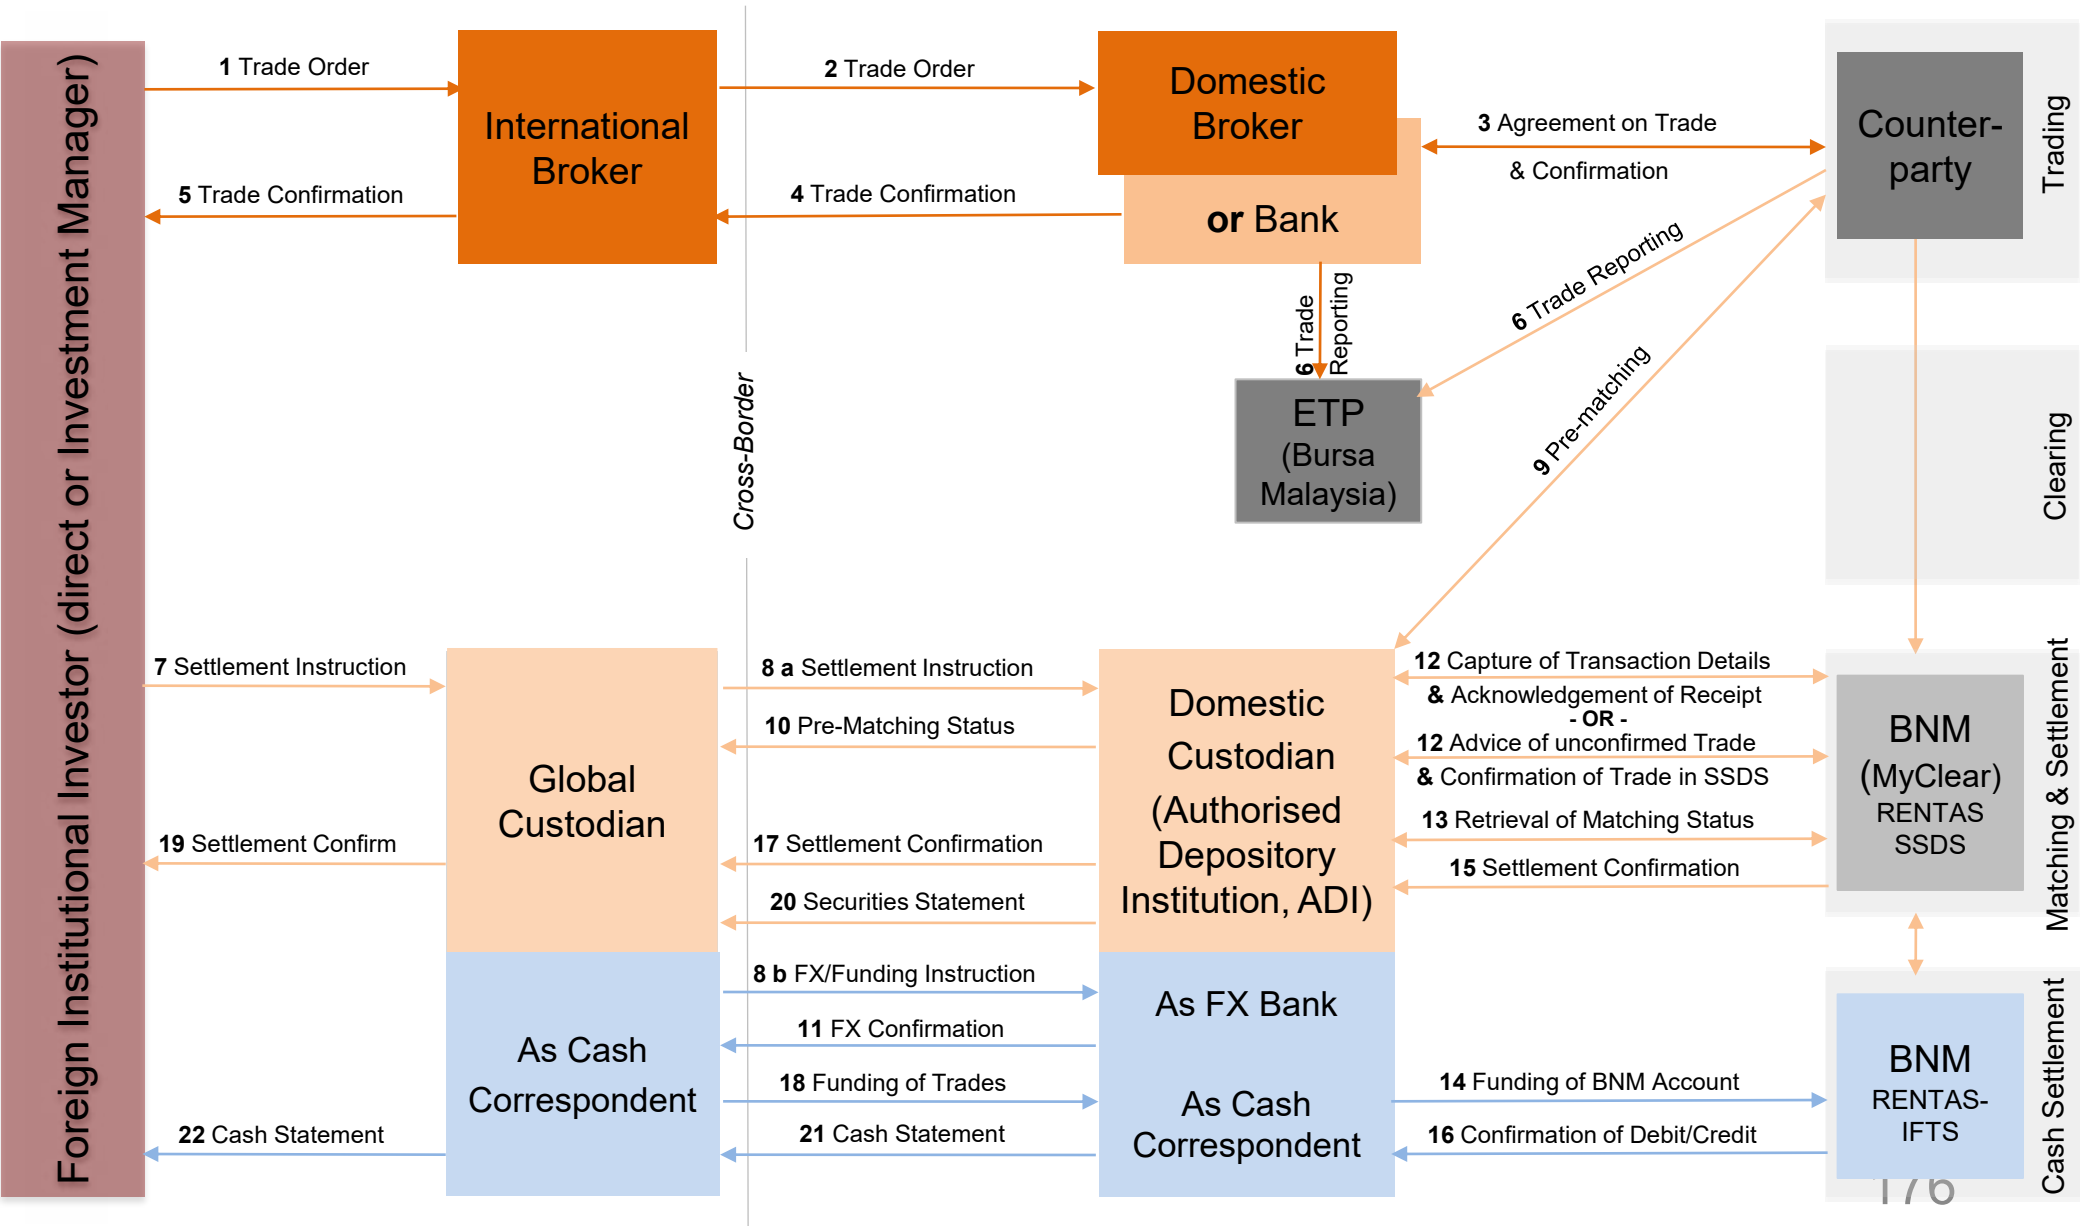 Foreign Institutional Investor (direct or Investment Manager)
1 Trade Order
International
Broker
5 Trade Confirmation
2 Trade Order
4 Trade Confirmation
Domestic
Broker
or Bank
3 Agreement on Trade
& Confirmation
Counter-
party
Trading
6 Trade
Reporting
6 Trade Reporting
ETP
(Bursa
Malaysia)
9 Pre-matching
Cross-Border
Clearing
7 Settlement Instruction
19 Settlement Confirm
Global
Custodian
8 a Settlement Instruction
10 Pre-Matching Status
17 Settlement Confirmation
20 Securities Statement
Domestic
Custodian
(Authorised
Depository
Institution, ADI)
12 Capture of Transaction Details
& Acknowledgement of Receipt
- OR -
12 Advice of unconfirmed Trade
& Confirmation of Trade in SSDS
13 Retrieval of Matching Status
15 Settlement Confirmation
BNM
(MyClear)
RENTAS
SSDS
Matching & Settlement
22 Cash Statement
As Cash
Correspondent
8 b FX/Funding Instruction
11 FX Confirmation
18 Funding of Trades
21 Cash Statement
As FX Bank
As Cash
Correspondent
14 Funding of BNM Account
16 Confirmation of Debit/Credit
BNM
RENTAS-
IFTS
Cash Settlement
176